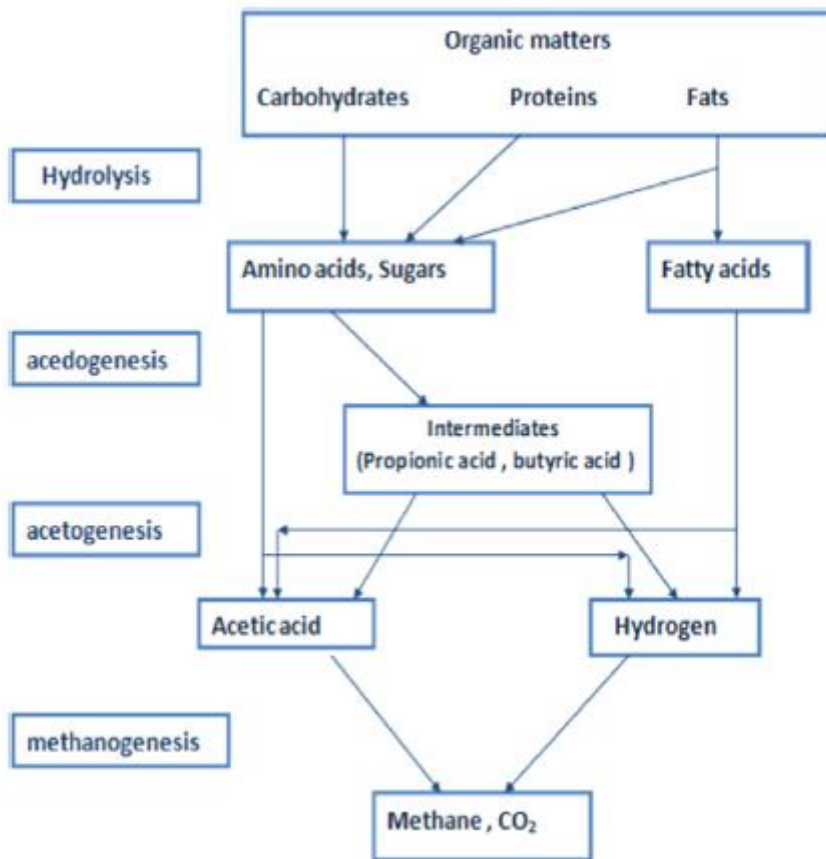 Organic matters
Carbohydrates Proteins Fats
Hydrolysis
Amino acids, Sugars Fatty acids
acedogenesis
Intermediates
(Propionic acid , butyric acid )
acetogenesis
Acetic acid Hydrogen
methanogenesis
Methane , CO₂